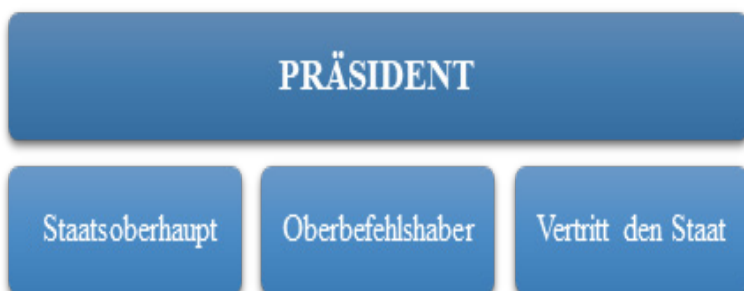 PRÄSIDENT
Staatsoberhaupt
Oberbefehlshaber
Vertritt den Staat